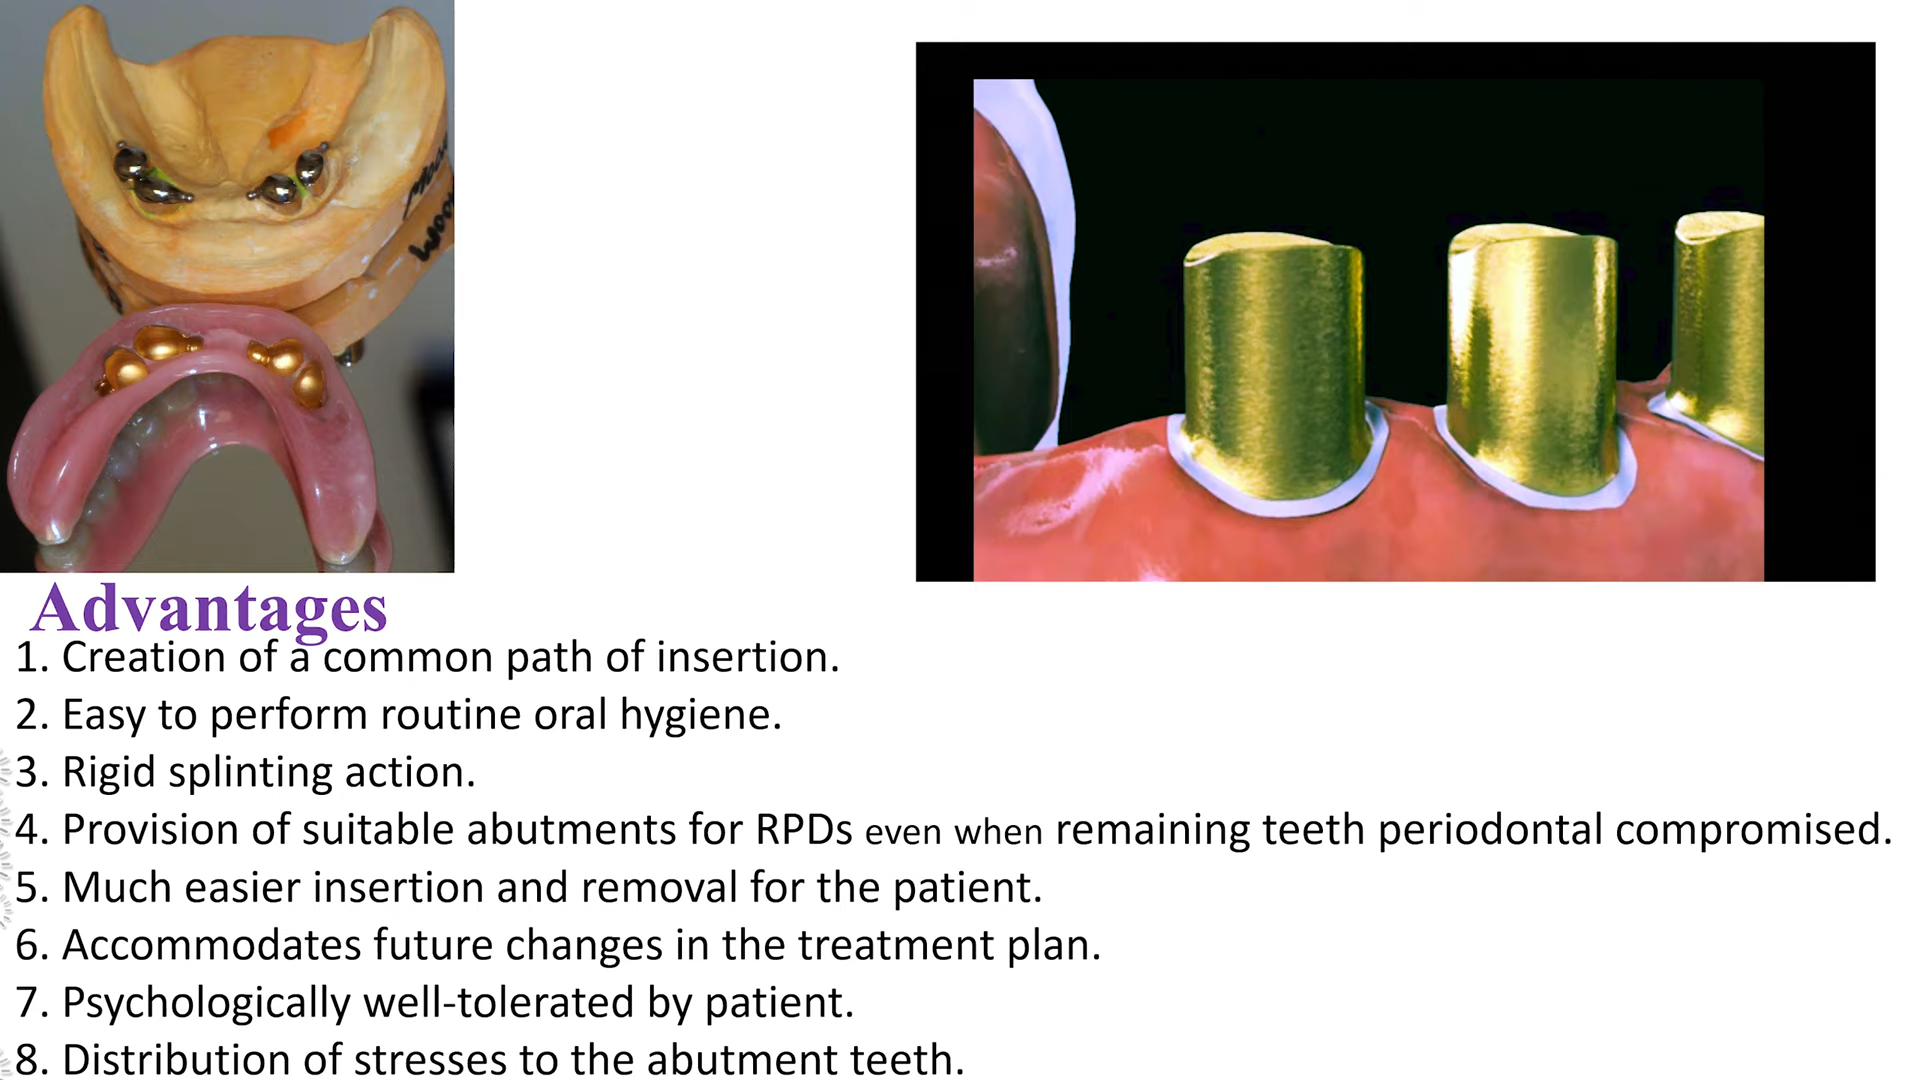 Advantages
1. Creation of a common path of insertion.
2. Easy to perform routine oral hygiene.
3. Rigid splinting action.
4. Provision of suitable abutments for RPDs even when remaining teeth periodontal compromised.
5. Much easier insertion and removal for the patient.
6. Accommodates future changes in the treatment plan.
7. Psychologically well-tolerated by patient.
8. Distribution of stresses to the abutment teeth.